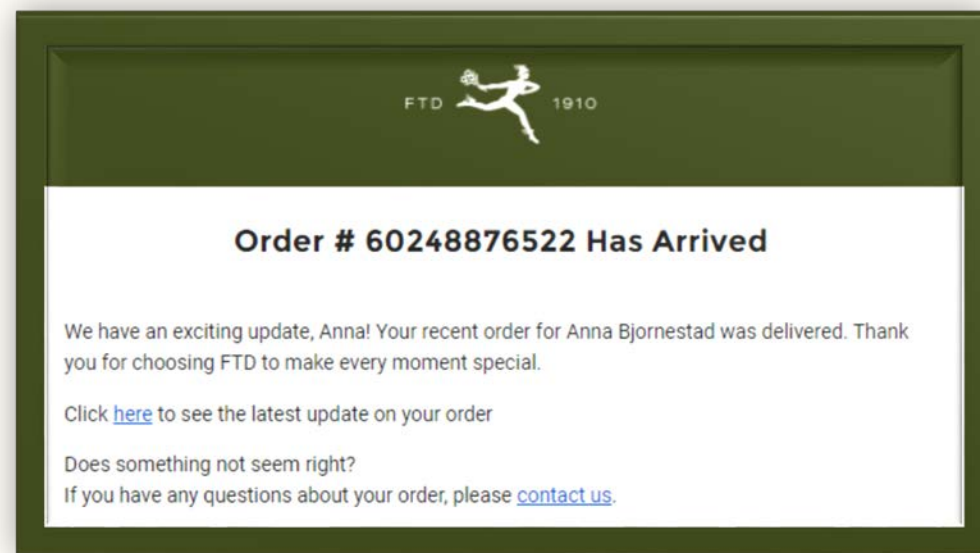 FTD 1910
Order # 60248876522 Has Arrived
We have an exciting update, Anna! Your recent order for Anna Bjornestad was delivered. Thank
you for choosing FTD to make every moment special.
Click here to see the latest update on your order
Does something not seem right?
If you have any questions about your order, please contact us.